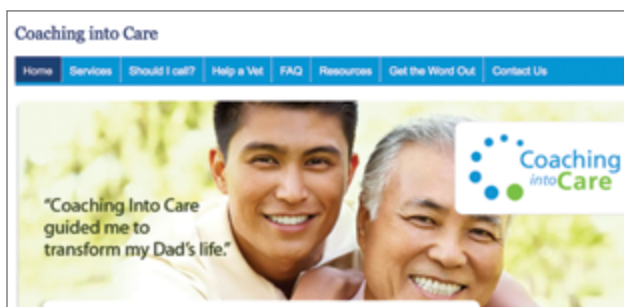 Coaching into Care
Home Services Should I call? Help a Vet FAQ Resources Get the Word Out Contact Us
Coaching
into Care
"Coaching Into Care
guided me to
transform my Dad's life."